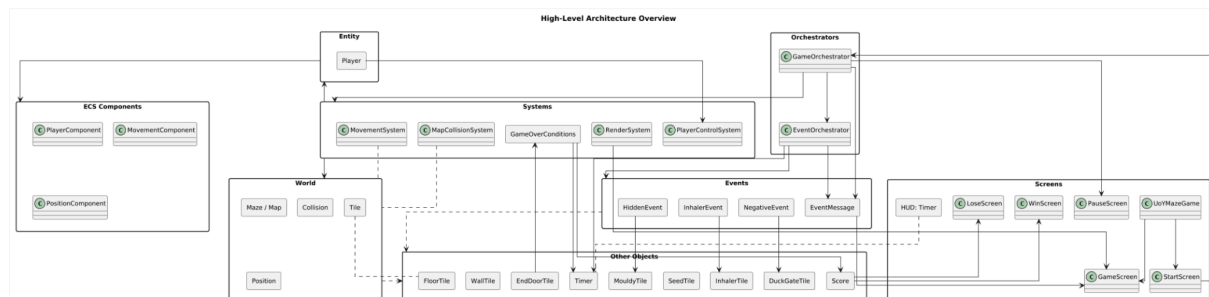 High-Level Architecture Overview
Entity
Player
Orchestrators
C GameOrchestrator
C EventOrchestrator
ECS Components
C PlayerComponent
C MovementComponent
C PositionComponent
Systems
C MovementSystem
C MapCollisionSystem
GameOverConditions
C RenderSystem
C PlayerControlSystem
World
Maze / Map
Collision
Tile
Position
Events
HiddenEvent
InhalerEvent
NegativeEvent
EventMessage
Screens
HUD: Timer
C LoseScreen
C WinScreen
C PauseScreen
C UoYMazeGame
C GameScreen
C StartScreen
Other Objects
FloorTile
WallTile
EndDoorTile
Timer
MouldyTile
SeedTile
InhalerTile
DuckGateTile
Score